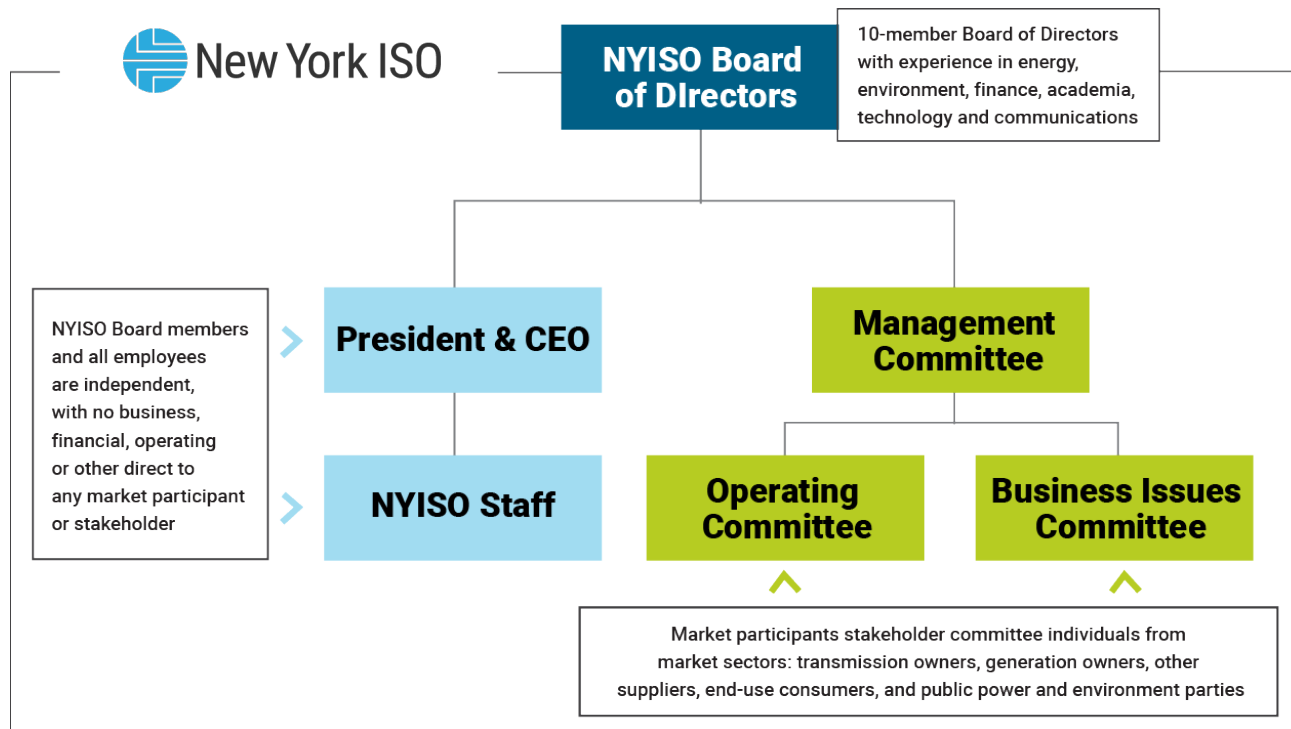 New York ISO
NYISO Board
of DIrectors
10-member Board of Directors
with experience in energy,
environment, finance, academia,
technology and communications
NYISO Board members
and all employees
are independent,
with no business,
financial, operating
or other direct to
any market participant
or stakeholder
President & CEO
NYISO Staff
Management
Committee
Operating
Committee
Business Issues
Committee
Market participants stakeholder committee individuals from
market sectors: transmission owners, generation owners, other
suppliers, end-use consumers, and public power and environment parties